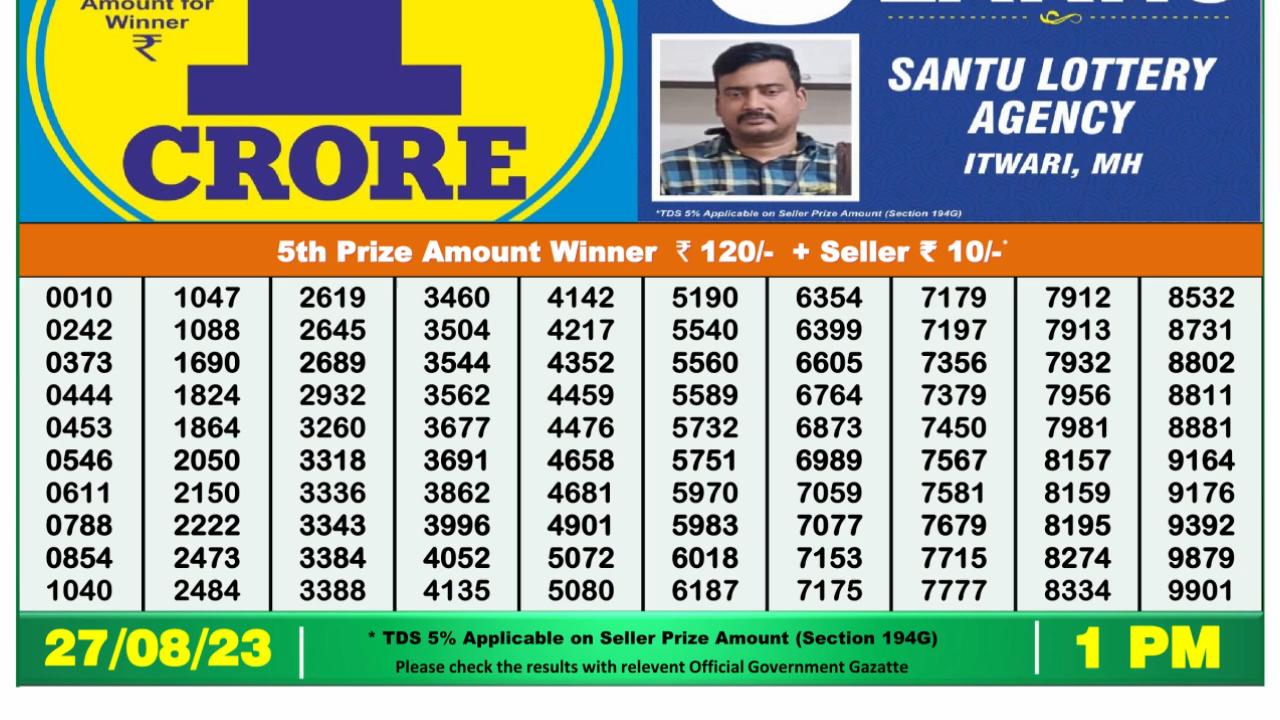 Amount for
Winner
₹
1
CRORE
SANTU LOTTERY
AGENCY
ITWARI, MH
*TDS 5% Applicable on Seller Prize Amount (Section 194G)
5th Prize Amount Winner ₹ 120/- + Seller ₹ 10/-*
0010 1047 2619 3460 4142 5190 6354 7179 7912 8532
0242 1088 2645 3504 4217 5540 6399 7197 7913 8731
0373 1690 2689 3544 4352 5560 6605 7356 7932 8802
0444 1824 2932 3562 4459 5589 6764 7379 7956 8811
0453 1864 3260 3677 4476 5732 6873 7450 7981 8881
0546 2050 3318 3691 4658 5751 6989 7567 8157 9164
0611 2150 3336 3862 4681 5970 7059 7581 8159 9176
0788 2222 3343 3996 4901 5983 7077 7679 8195 9392
0854 2473 3384 4052 5072 6018 7153 7715 8274 9879
1040 2484 3388 4135 5080 6187 7175 7777 8334 9901
27/08/23
* TDS 5% Applicable on Seller Prize Amount (Section 194G)
Please check the results with relevent Official Government Gazatte
1 PM